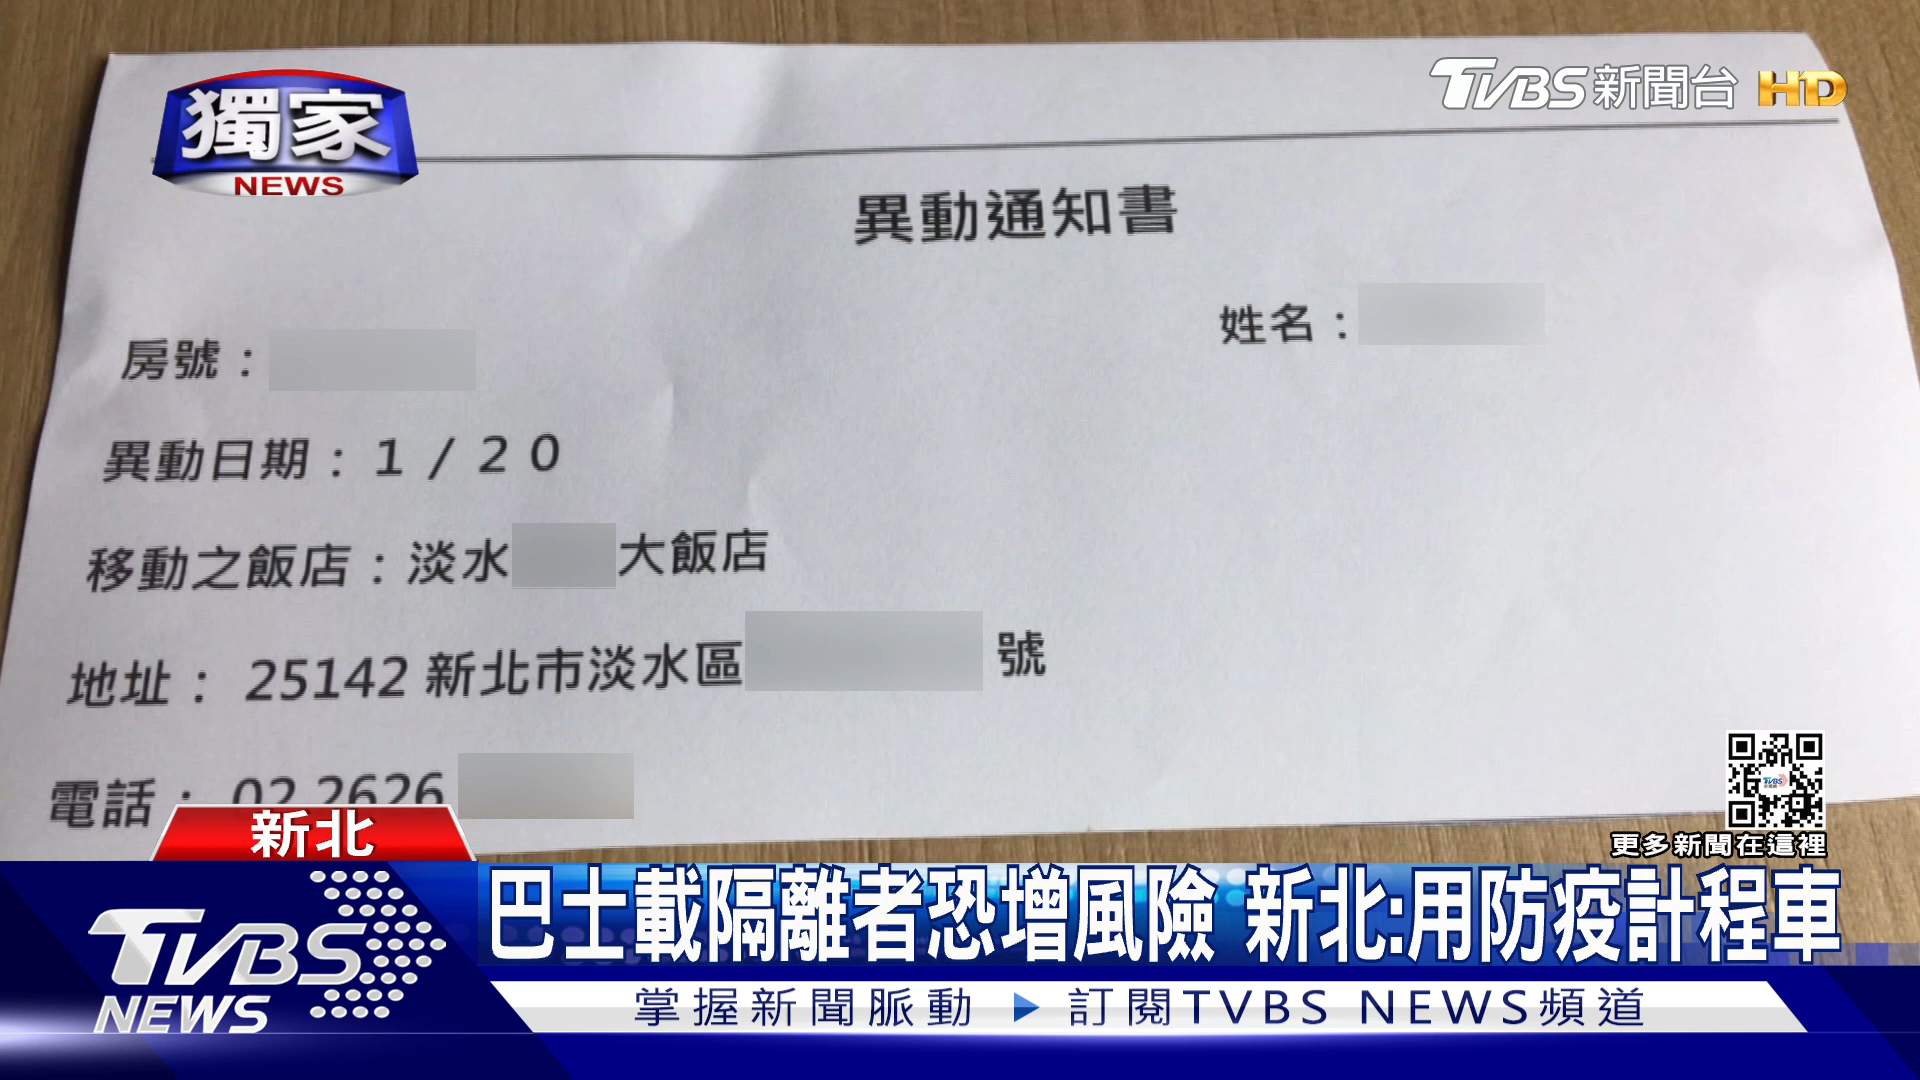 獨家
NEWS
TVBS新聞台 HD
異動通知書
房號：
姓名：
異動日期：1/20
移動之飯店：淡水 大飯店
地址： 25142 新北市淡水區 號
電話： 02 2626
TVBS
更多新聞在這裡
新北
巴士載隔離者恐增風險 新北:用防疫計程車
TVBS
NEWS
掌握新聞脈動 ▶ 訂閱TVBS NEWS頻道